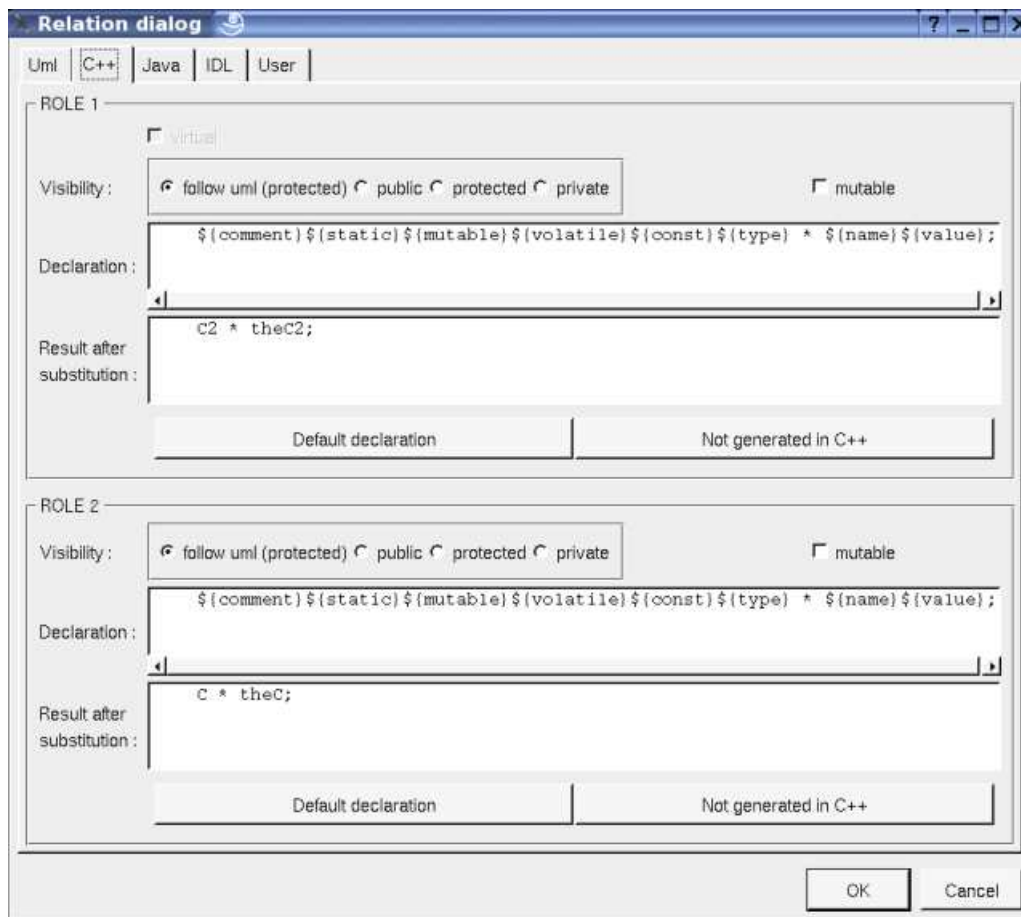 Relation dialog ?
Uml C++ Java IDL User
ROLE 1
virtual
Visibility : follow uml (protected) public protected private mutable
${comment}${static}${mutable}${volatile}${const}${type} * ${name}${value};
Declaration :
C2 * theC2;
Result after
substitution :
Default declaration Not generated in C++
ROLE 2
Visibility : follow uml (protected) public protected private mutable
${comment}${static}${mutable}${volatile}${const}${type} * ${name}${value};
Declaration :
C * theC;
Result after
substitution :
Default declaration Not generated in C++
OK Cancel